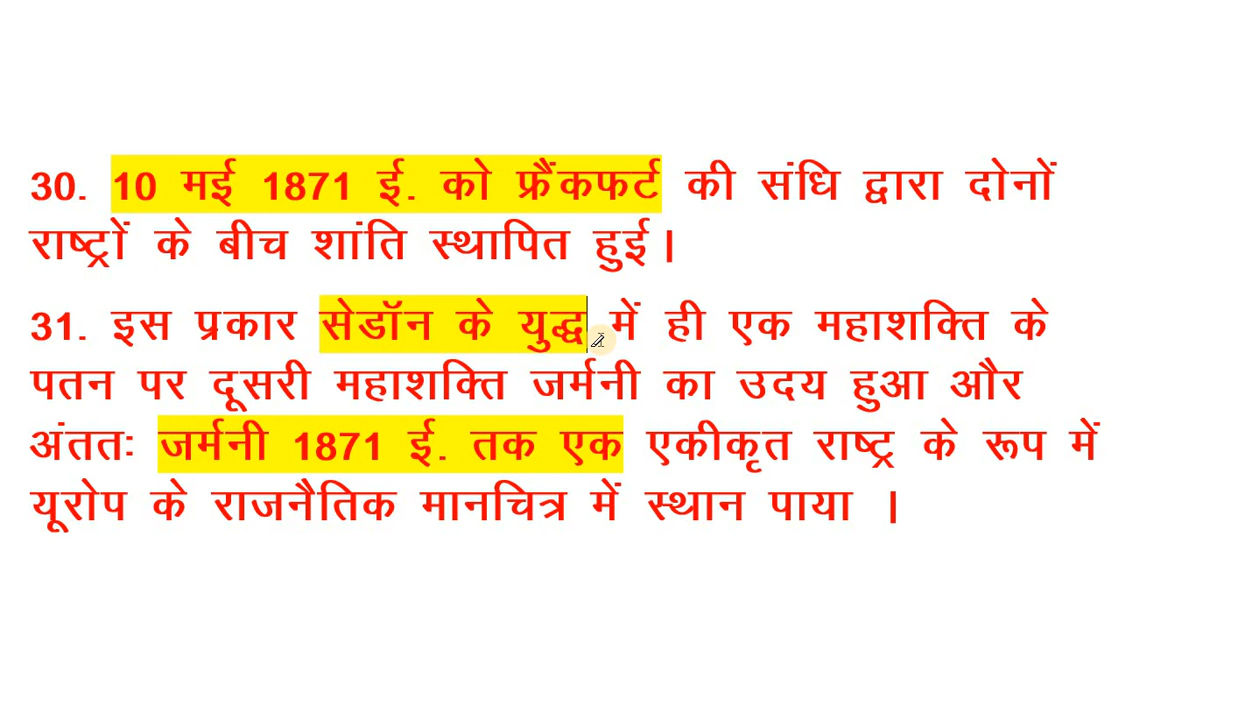 30. 10 मई 1871 ई. को फ्रैंकफर्ट की संधि द्वारा दोनों
राष्ट्रों के बीच शांति स्थापित हुई।
31. इस प्रकार सेडॉन के युद्ध में ही एक महाशक्ति के
पतन पर दूसरी महाशक्ति जर्मनी का उदय हुआ और
अंततः जर्मनी 1871 ई. तक एक एकीकृत राष्ट्र के रूप में
यूरोप के राजनैतिक मानचित्र में स्थान पाया ।